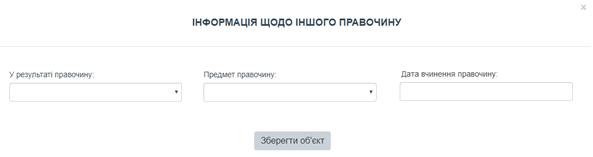 ×
ІНФОРМАЦІЯ ЩОДО ІНШОГО ПРАВОЧИНУ
У результаті правочину:
Предмет правочину:
Дата вчинення правочину:
Зберегти об'єкт